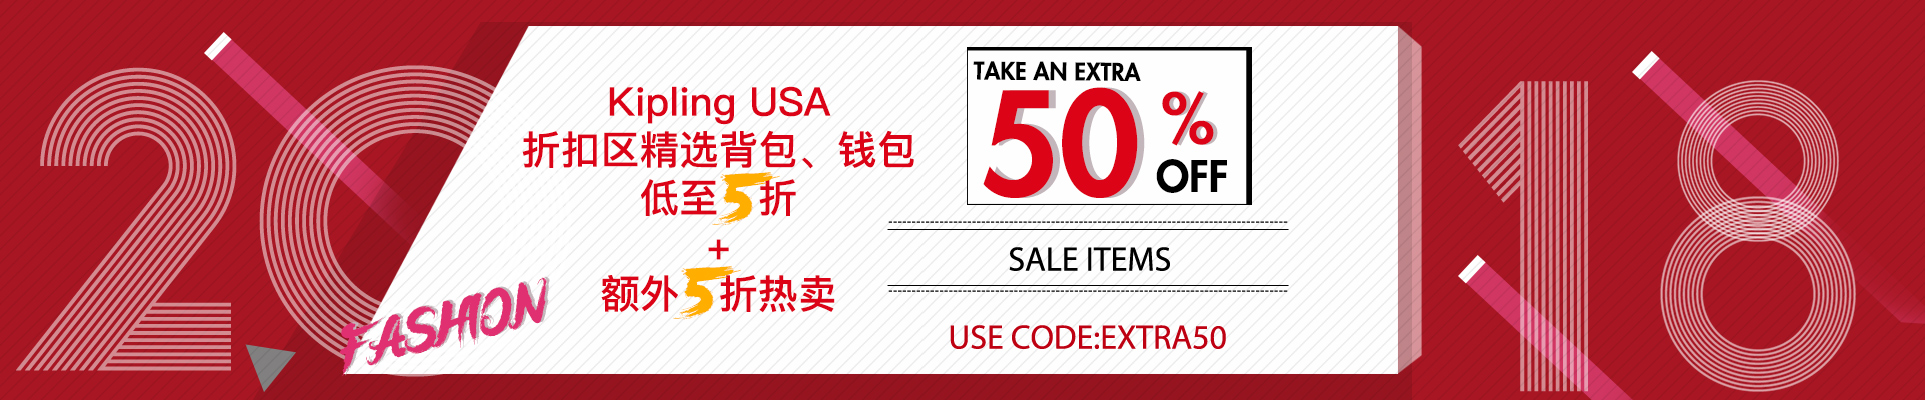 2018
FASHION
Kipling USA
折扣区精选背包、钱包
低至5折
+
额外5折热卖
TAKE AN EXTRA
50%
OFF
SALE ITEMS
USE CODE:EXTRA50